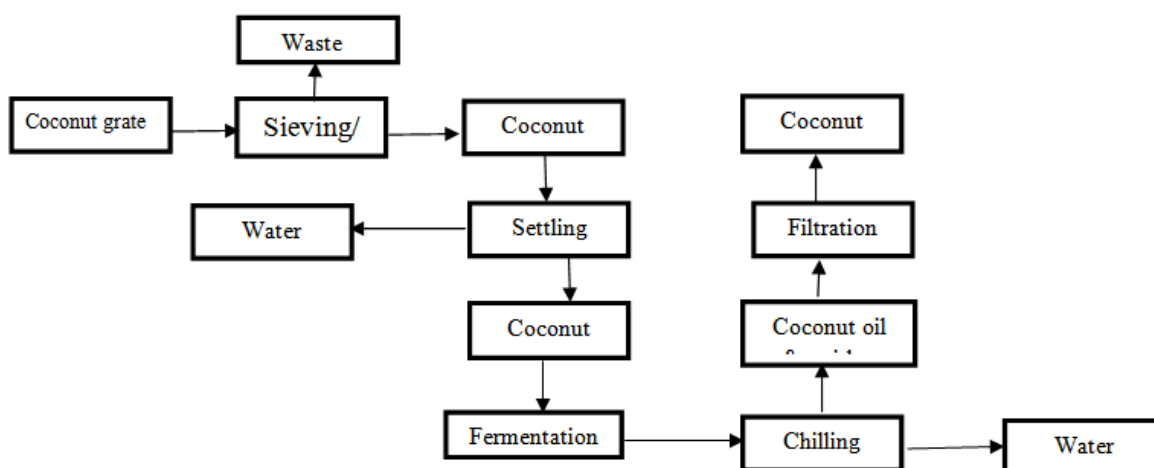 Waste
Coconut grate
Sieving/
Coconut
Settling
Water
Coconut
Fermentation
Chilling
Water
Coconut oil
Filtration
Coconut